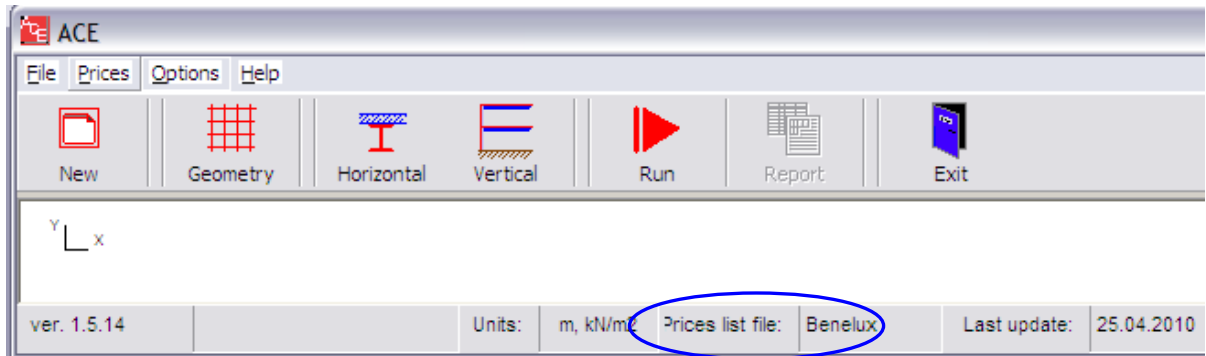 ACE
File Prices Options Help
New Geometry Horizontal Vertical Run Report Exit
Y
X
ver. 1.5.14 Units: m, kN/m2 Prices list file: Benelux Last update: 25.04.2010